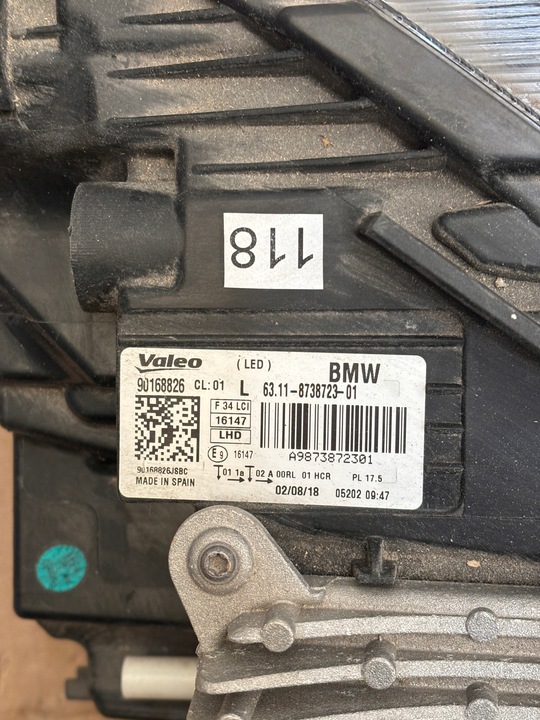 118
Valeo (LED) BMW
90168826 CL:01 L 63.11-8738723-01
F 34 LCI
16147
LHD
A9873872301
E9 16147
90168826JSBC
01 1a 02 A 00RL 01 HCR PL 17.5
MADE IN SPAIN
02/08/18 05202 09:47